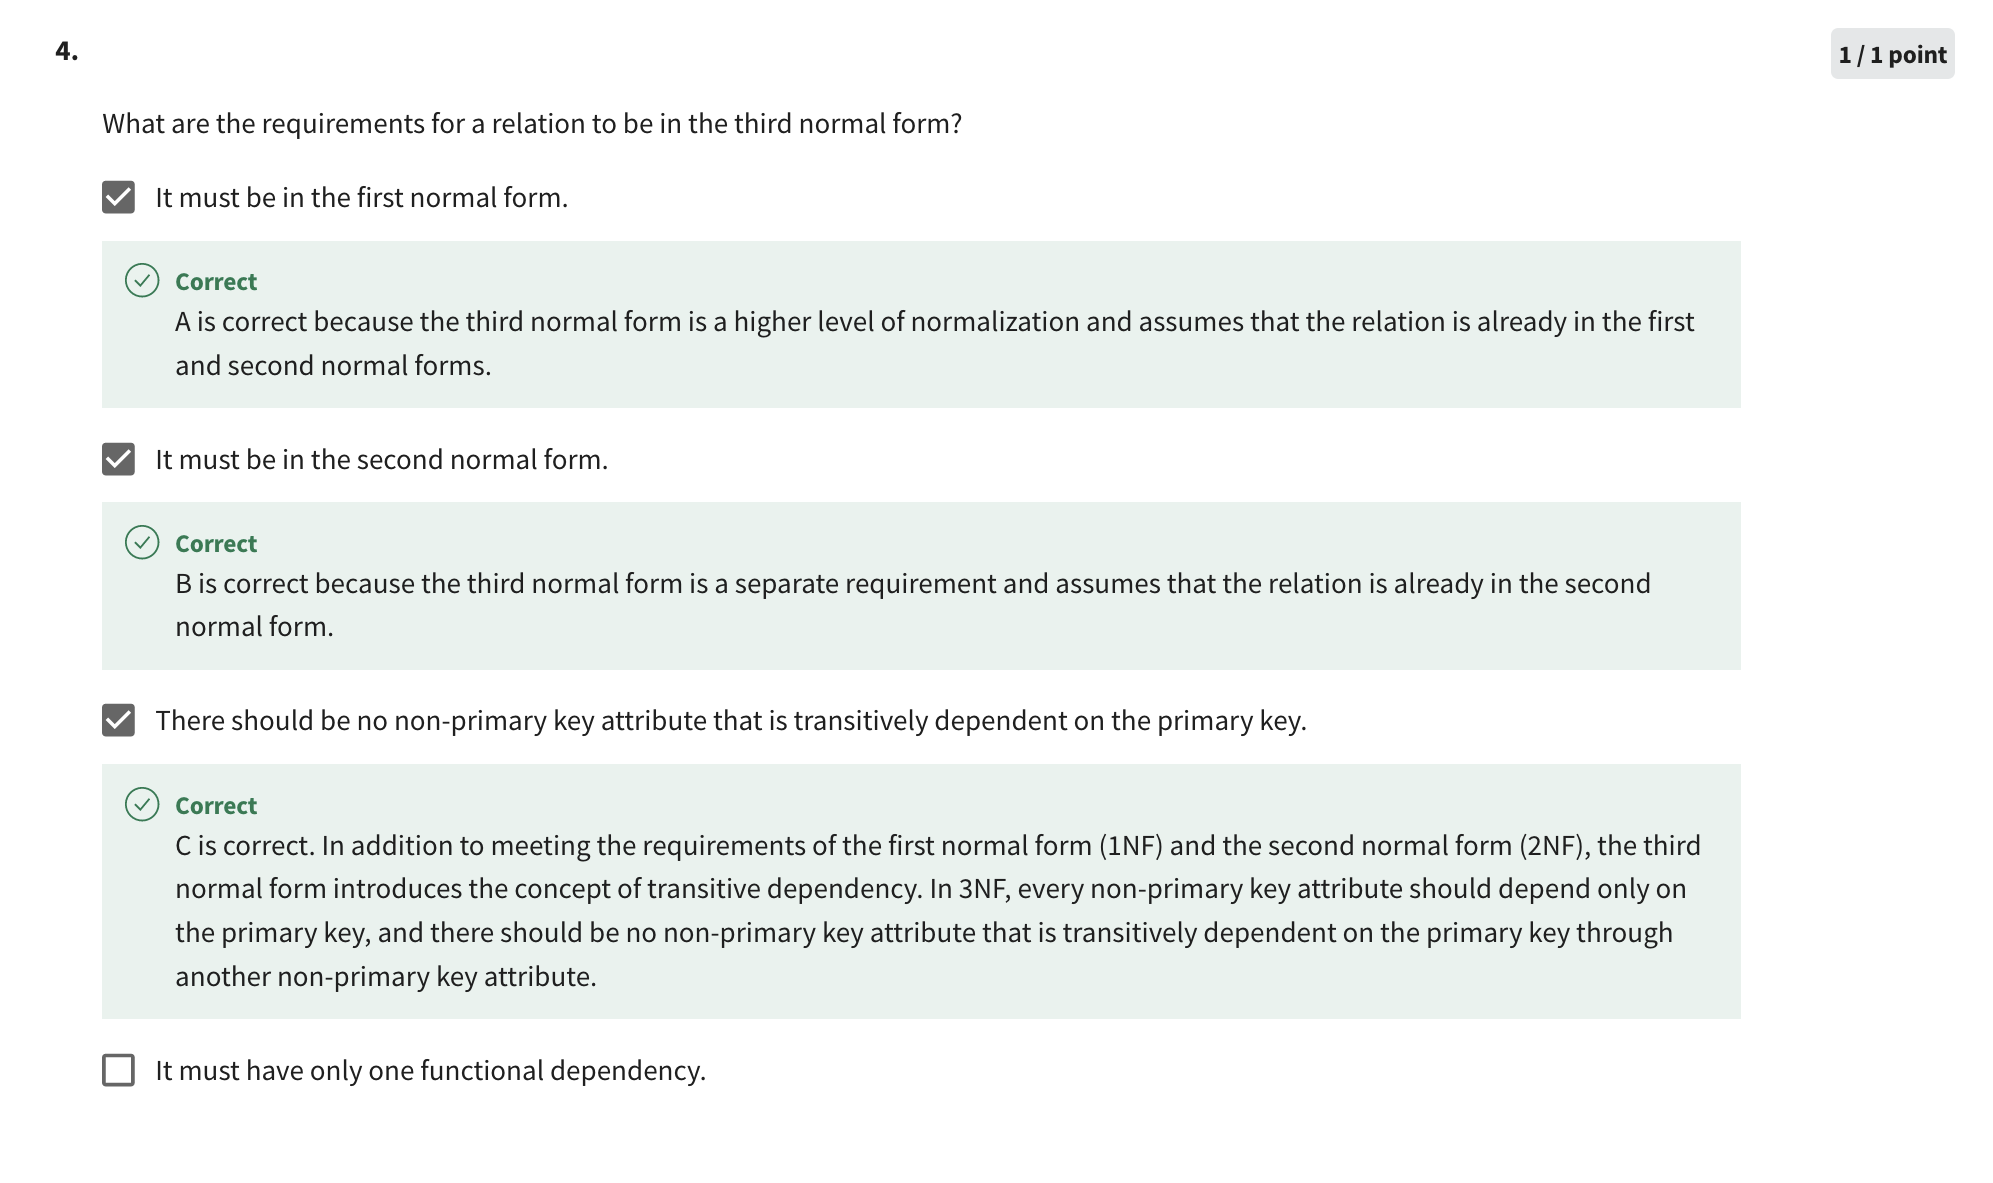 4.
1 / 1 point
What are the requirements for a relation to be in the third normal form?
It must be in the first normal form.
Correct
A is correct because the third normal form is a higher level of normalization and assumes that the relation is already in the first
and second normal forms.
It must be in the second normal form.
Correct
B is correct because the third normal form is a separate requirement and assumes that the relation is already in the second
normal form.
There should be no non-primary key attribute that is transitively dependent on the primary key.
Correct
C is correct. In addition to meeting the requirements of the first normal form (1NF) and the second normal form (2NF), the third
normal form introduces the concept of transitive dependency. In 3NF, every non-primary key attribute should depend only on
the primary key, and there should be no non-primary key attribute that is transitively dependent on the primary key through
another non-primary key attribute.
It must have only one functional dependency.